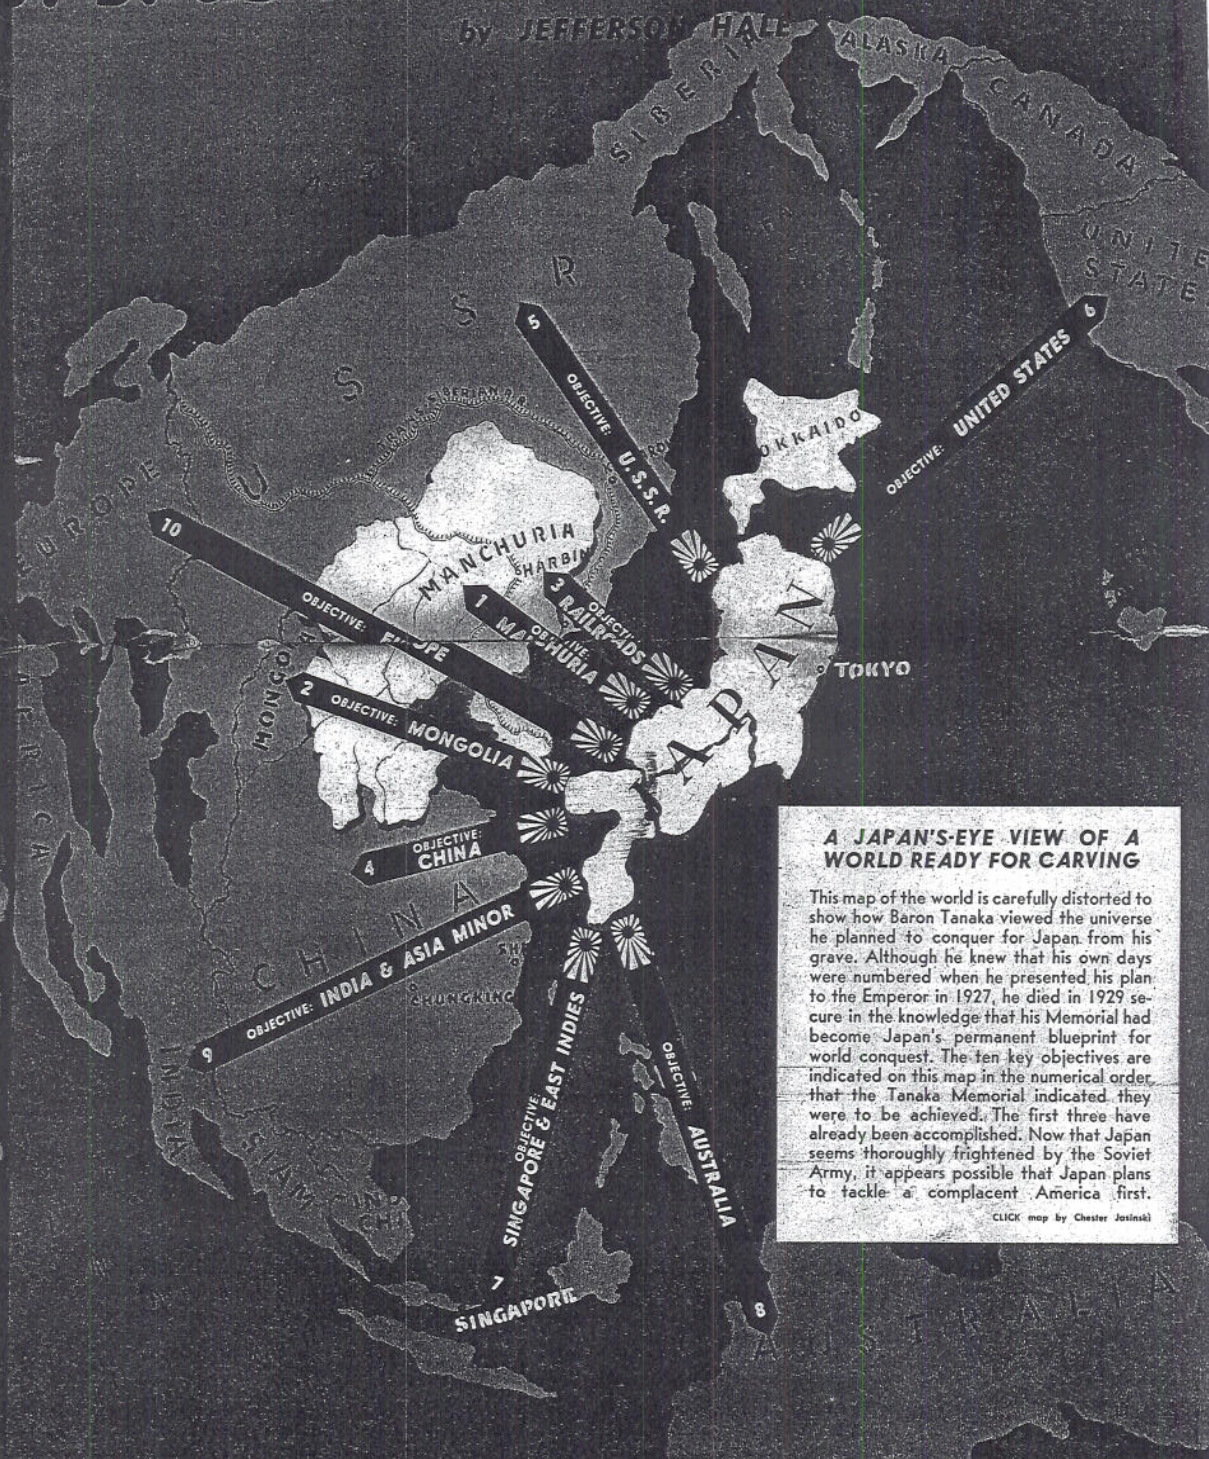 by JEFFERSON HALE
SIBERIA
ALASKA
CANADA
UNITE
STATE
U S S R
TRANS-SIBERIAN R.R.
5
OBJECTIVE: U.S.S.R.
6
OBJECTIVE: UNITED STATES
OKKAIDO
UROPE
10
OBJECTIVE: EUROPE
MANCHURIA
HARBIN
3
OBJECTIVE:
RAILROADS
1
OBJECTIVE
MANCHURIA
JAPAN
TOKYO
MONGOLIA
2
OBJECTIVE: MONGOLIA
AFRICA
4
OBJECTIVE:
CHINA
CHINA
9
OBJECTIVE: INDIA & ASIA MINOR
SH
CHUNGKING
INDIA
SIAM
7
OBJECTIVE:
SINGAPORE & EAST INDIES
SINGAPORE
8
OBJECTIVE: AUSTRALIA
AUSTRALIA
A JAPAN'S-EYE VIEW OF A
WORLD READY FOR CARVING
This map of the world is carefully distorted to
show how Baron Tanaka viewed the universe
he planned to conquer for Japan from his
grave. Although he knew that his own days
were numbered when he presented his plan
to the Emperor in 1927, he died in 1929 se-
cure in the knowledge that his Memorial had
become Japan's permanent blueprint for
world conquest. The ten key objectives are
indicated on this map in the numerical order
that the Tanaka Memorial indicated they
were to be achieved. The first three have
already been accomplished. Now that Japan
seems thoroughly frightened by the Soviet
Army, it appears possible that Japan plans
to tackle a complacent America first.
CLICK map by Chester Jasinski